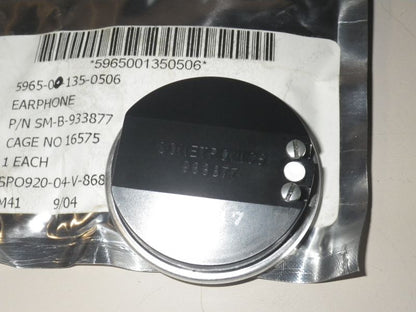 *5965001350506*
5965-00-135-0506
EARPHONE
P/N SM-B-933877
CAGE NO 16575
1 EACH
SPO920-04-V-868
M41 9/04
933877